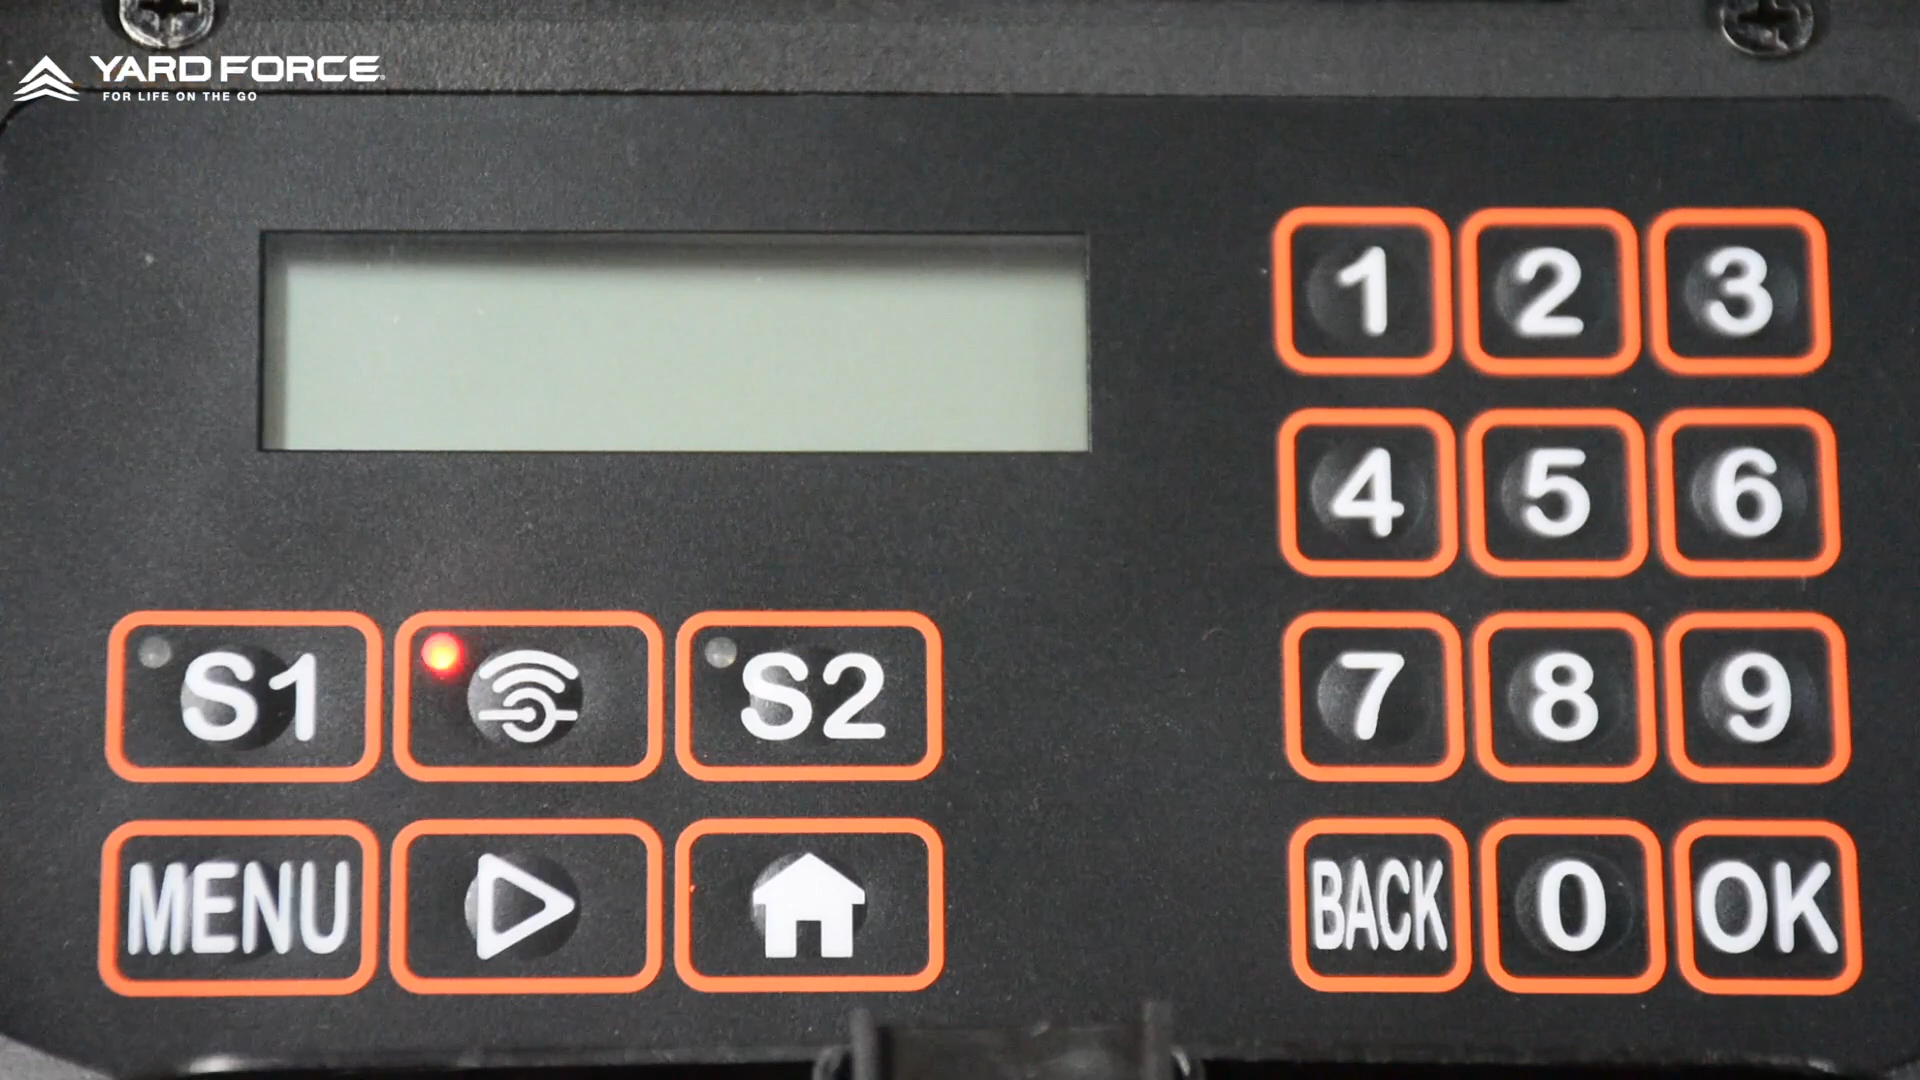 YARD FORCE
FOR LIFE ON THE GO
1 2 3
4 5 6
S1 S2 7 8 9
MENU BACK 0 OK